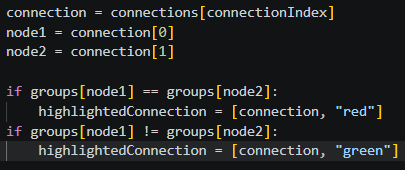 connection = connections[connectionIndex]
node1 = connection[0]
node2 = connection[1]

if groups[node1] == groups[node2]:
    highlightedConnection = [connection, "red"]
if groups[node1] != groups[node2]:
    highlightedConnection = [connection, "green"]